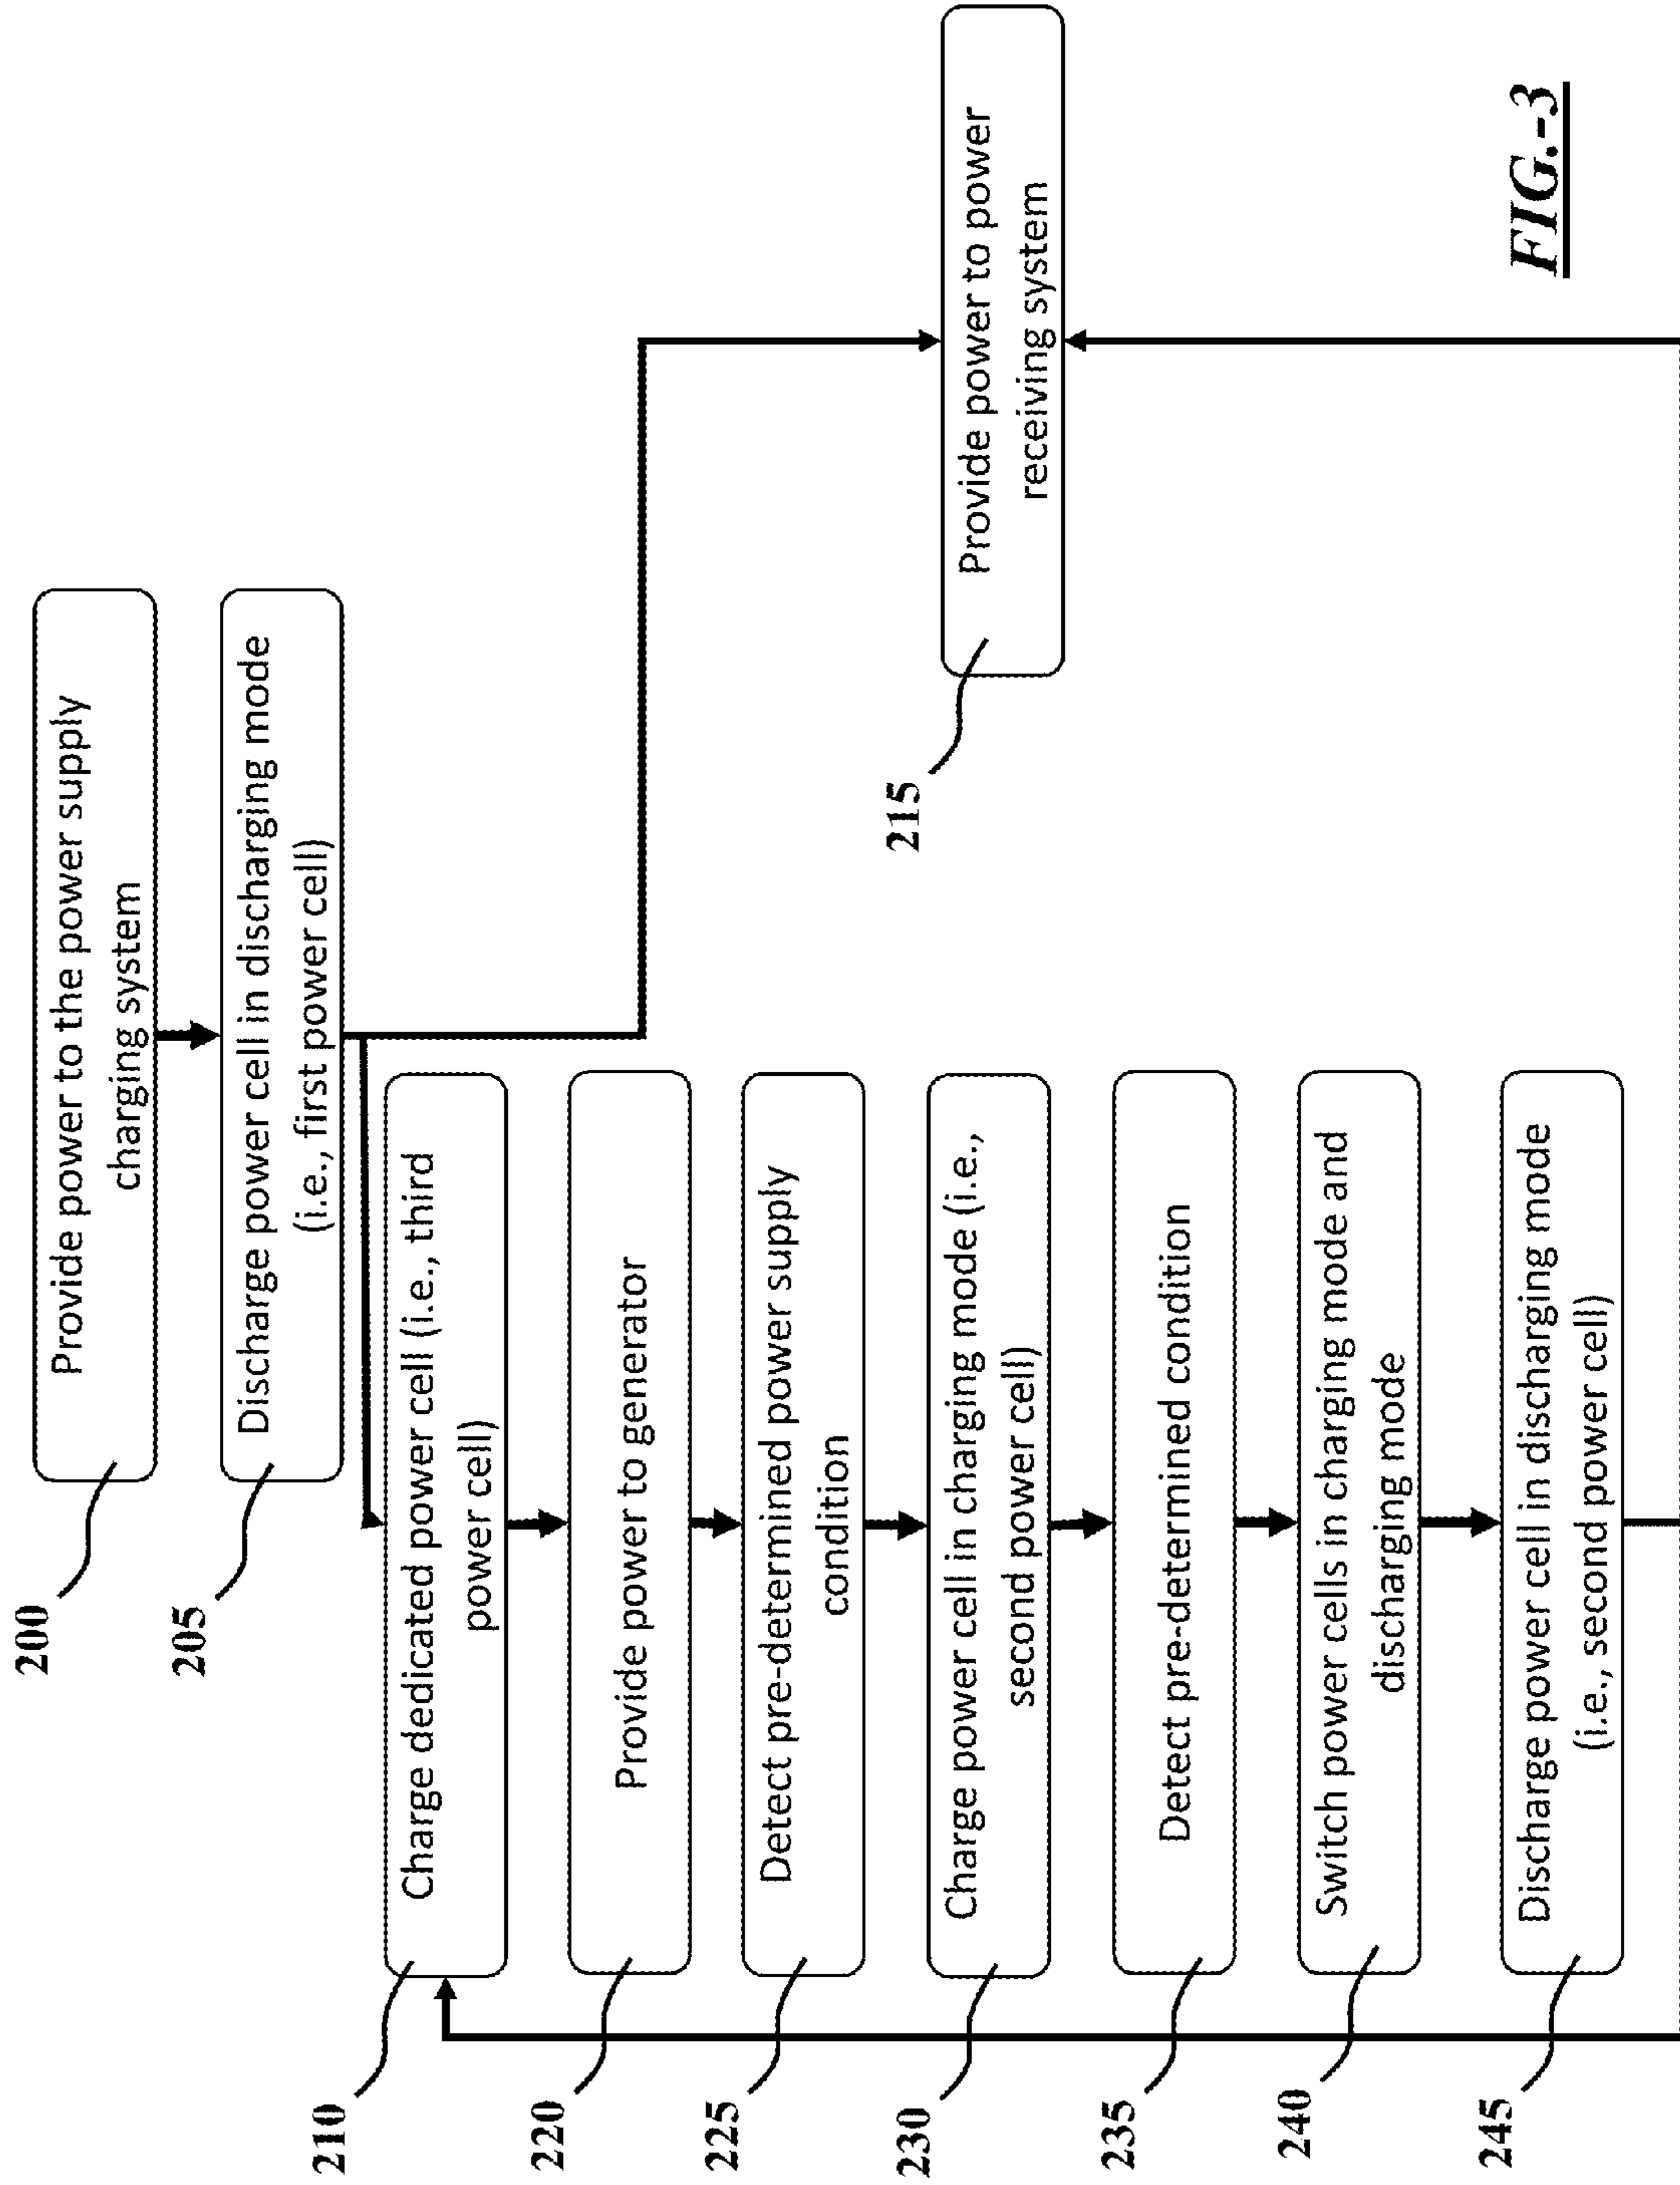 200
Provide power to the power supply
charging system
205
Discharge power cell in discharging mode
(i.e., first power cell)
210
Charge dedicated power cell (i.e., third
power cell)
215
Provide power to power
receiving system
220
Provide power to generator
225
Detect pre-determined power supply
condition
230
Charge power cell in charging mode (i.e.,
second power cell)
235
Detect pre-determined condition
240
Switch power cells in charging mode and
discharging mode
245
Discharge power cell in discharging mode
(i.e., second power cell)
FIG.-3